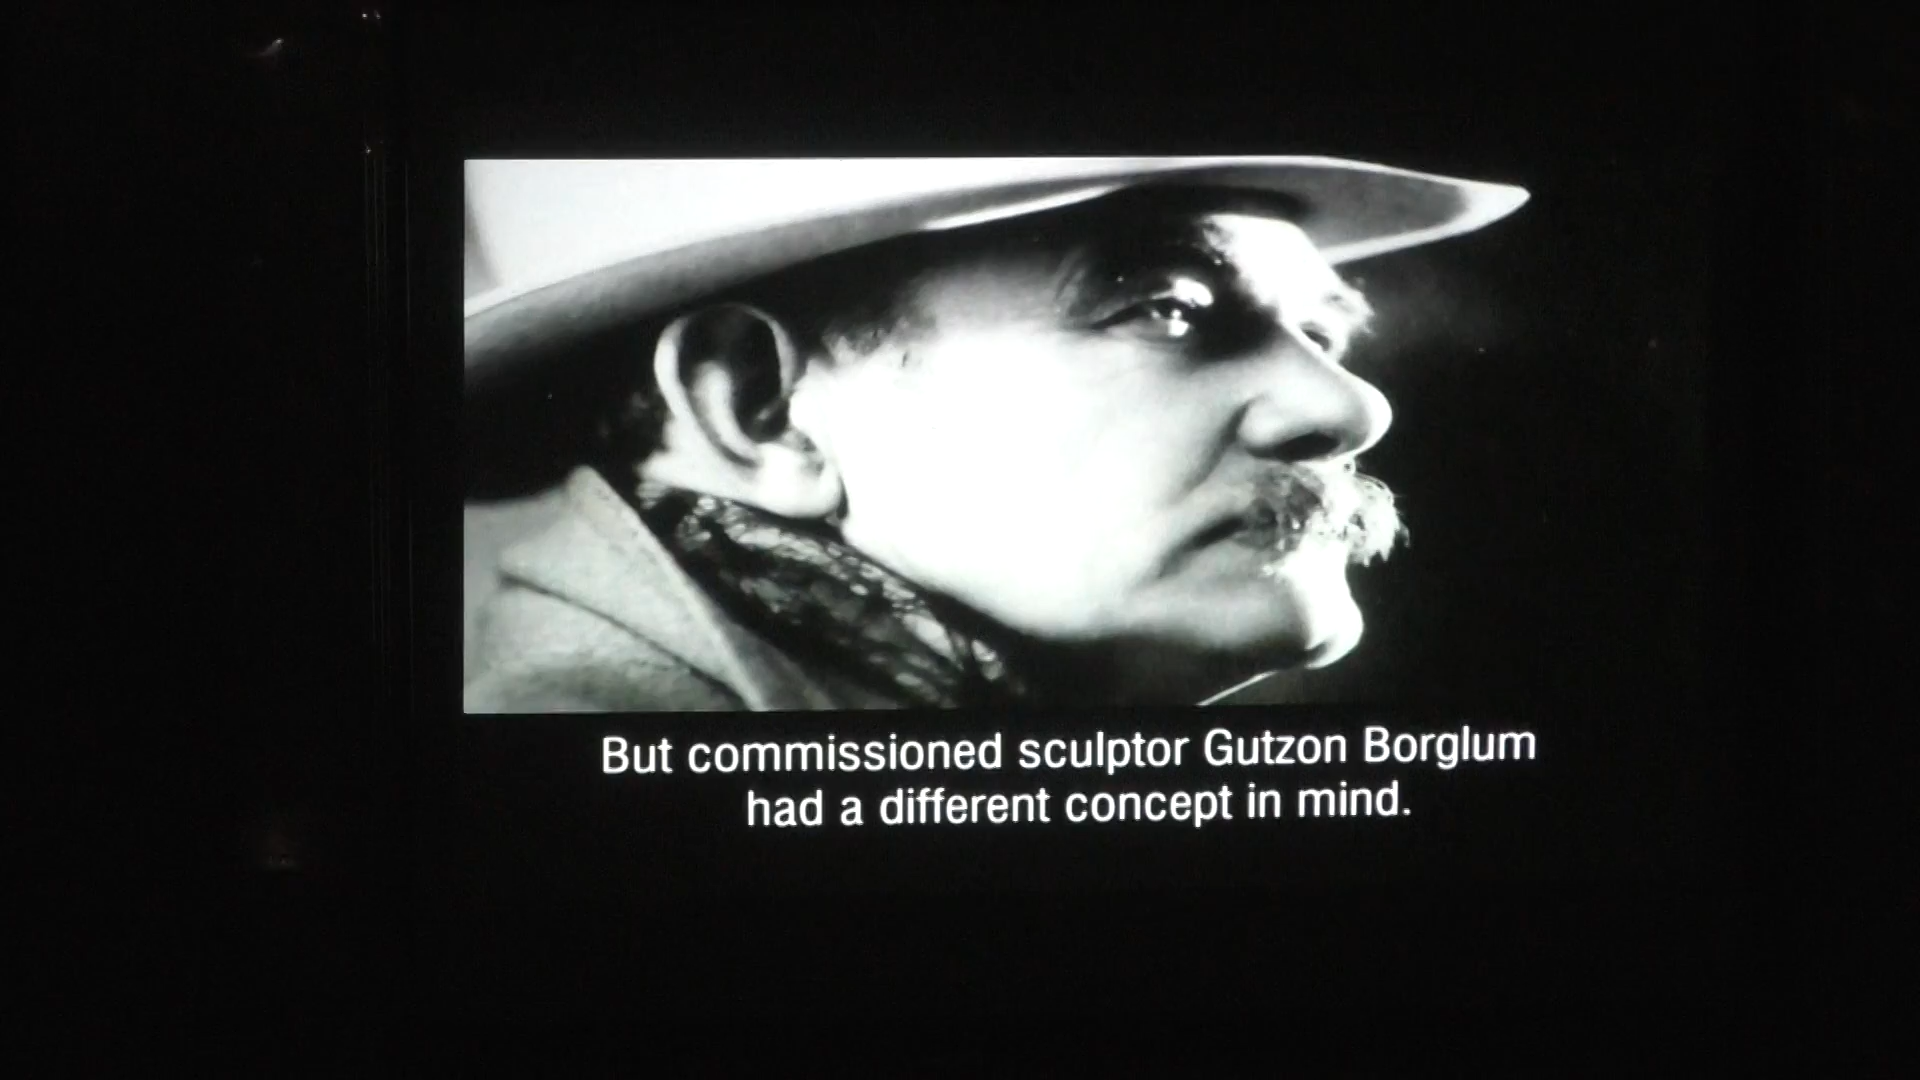 But commissioned sculptor Gutzon Borglum
had a different concept in mind.